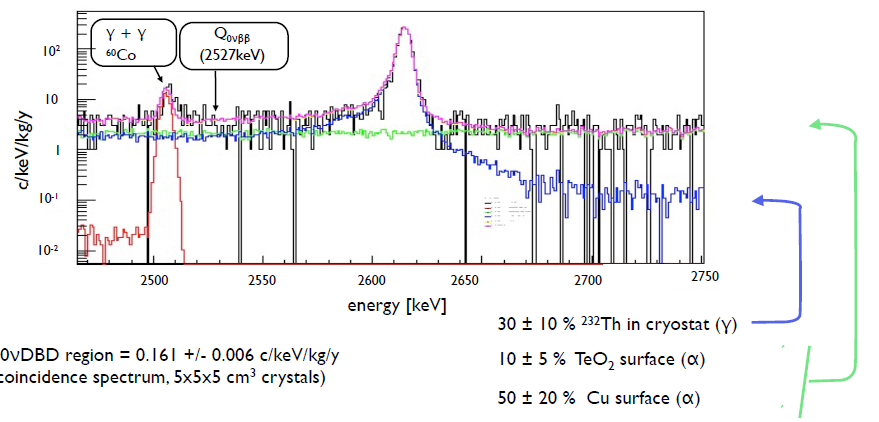 γ + γ
⁶⁰Co
Q₀νββ
(2527keV)
10²
10
1
10⁻¹
10⁻²
c/keV/kg/y
2500
2550
2600
2650
2700
2750
energy [keV]
30 ± 10 % ²³²Th in cryostat (γ)
0νDBD region = 0.161 +/- 0.006 c/keV/kg/y
10 ± 5 % TeO₂ surface (α)
coincidence spectrum, 5x5x5 cm³ crystals)
50 ± 20 % Cu surface (α)